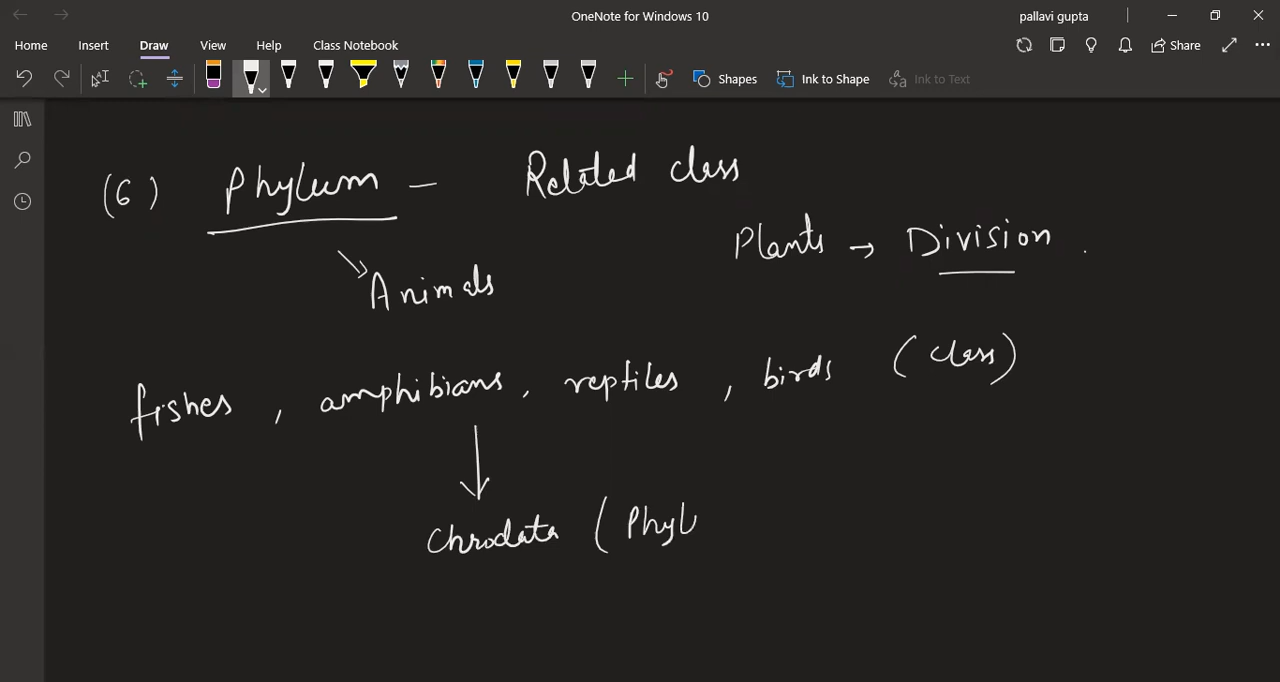 OneNote for Windows 10
pallavi gupta
Home Insert Draw View Help Class Notebook
Share
Shapes Ink to Shape Ink to Text
(6) Phylum — Related class
Plants → Division .
Animals
fishes , amphibians, reptiles , birds (class)
Chrodata (Phyl